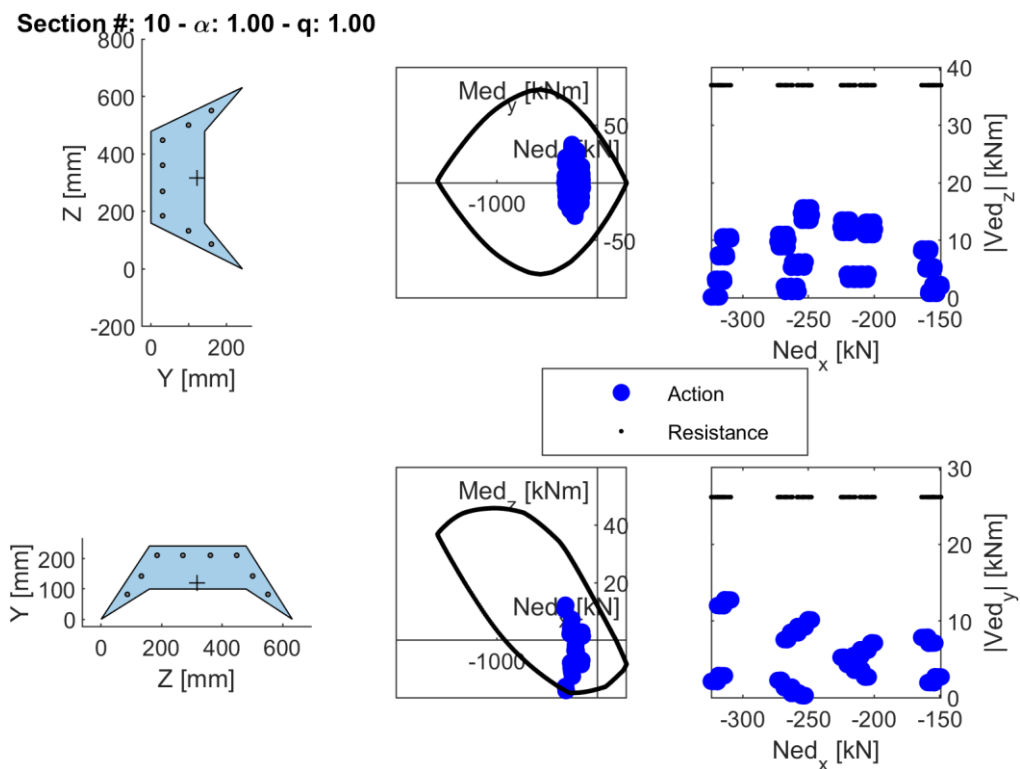 Section #: 10 - α: 1.00 - q: 1.00
800
600
400
200
0
-200
Z [mm]
0
200
Y [mm]
Med_y [kNm]
50
Ned_x [kN]
-1000
-50
40
30
20
10
0
|Ved_z| [kNm]
-300
-250
-200
-150
Ned_x [kN]
Action
Resistance
200
100
0
Y [mm]
0
200
400
600
Z [mm]
Med_z [kNm]
40
20
Ned_x [kN]
-1000
30
20
10
0
|Ved_y| [kNm]
-300
-250
-200
-150
Ned_x [kN]